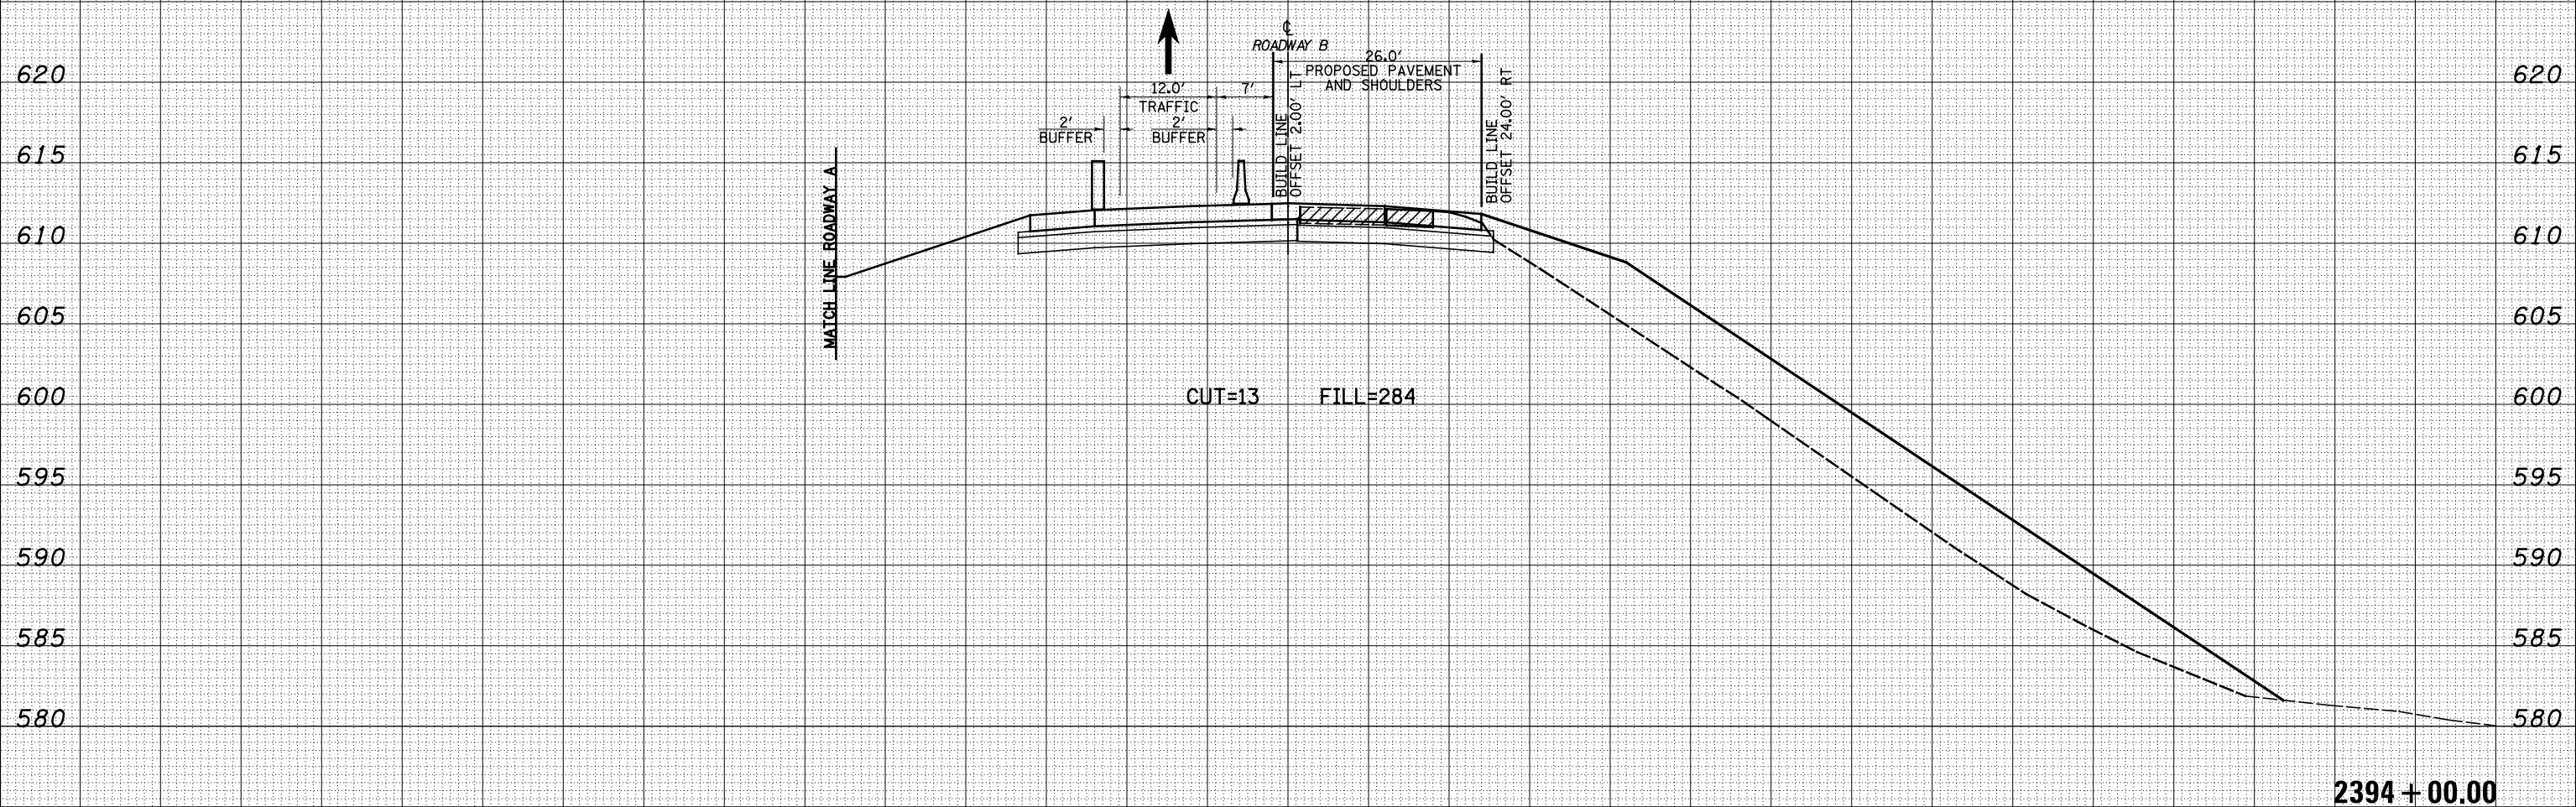 ℄
ROADWAY B
26.0'
PROPOSED PAVEMENT
AND SHOULDERS
12.0'
7'
TRAFFIC
2'
BUFFER
2'
BUFFER
BUILD LINE
OFFSET 2.00' LT
BUILD LINE
OFFSET 24.00' RT
MATCH LINE ROADWAY A
620
620
615
615
610
610
605
605
600
CUT=13
FILL=284
600
595
595
590
590
585
585
580
580
2394+00.00